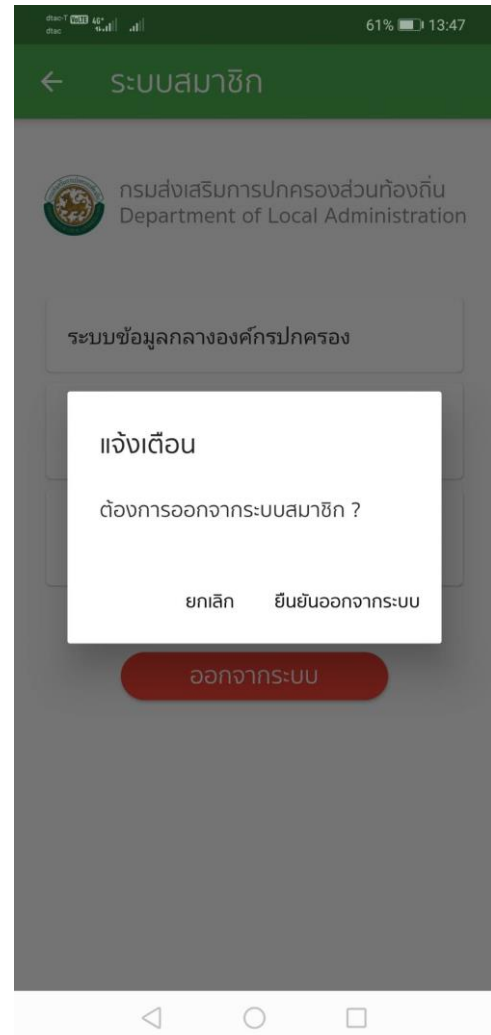 dtac-T VoLTE 4G+ 61% 13:47
dtac
ระบบสมาชิก
กรมส่งเสริมการปกครองส่วนท้องถิ่น
Department of Local Administration
ระบบข้อมูลกลางองค์กรปกครอง
แจ้งเตือน
ต้องการออกจากระบบสมาชิก ?
ยกเลิก ยืนยันออกจากระบบ
ออกจากระบบ